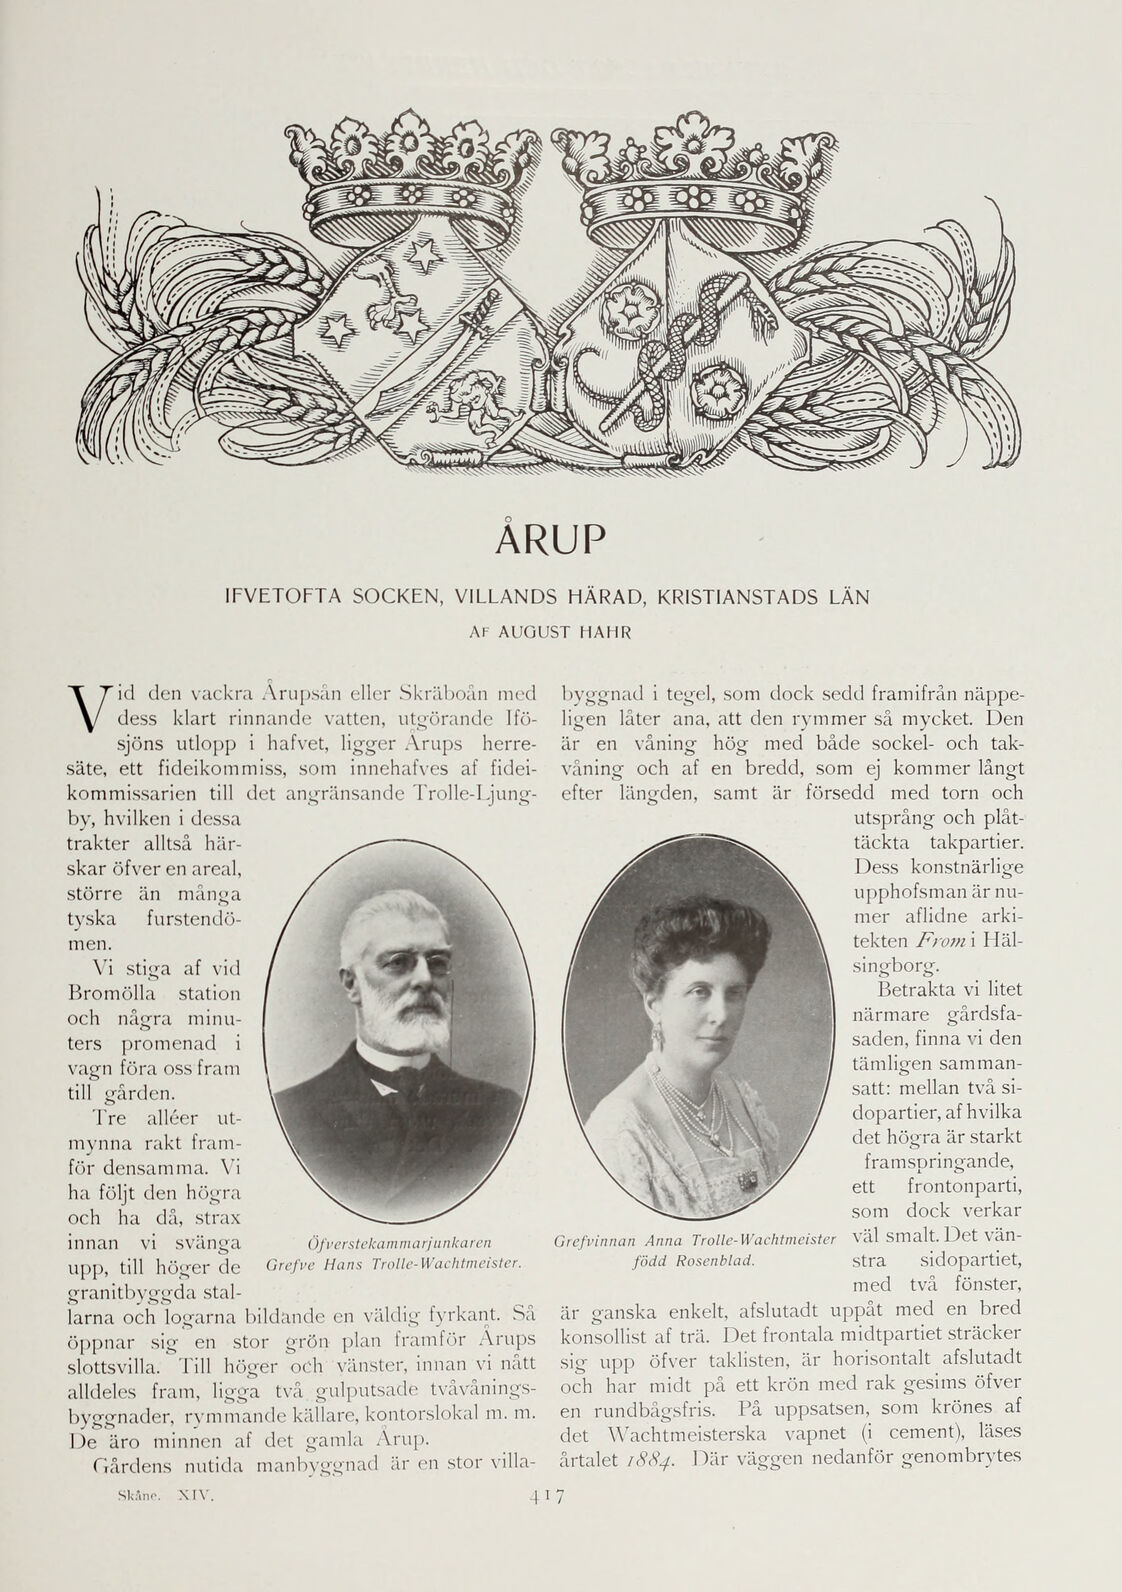 ÅRUP
IFVETOFTA SOCKEN, VILLANDS HÄRAD, KRISTIANSTADS LÄN
AF AUGUST HAHR
Vid den vackra Årupsån eller Skräboån med
dess klart rinnande vatten, utgörande Ifö-
sjöns utlopp i hafvet, ligger Årups herre-
säte, ett fideikommiss, som innehafves af fidei-
kommissarien till det angränsande Trolle-Ljung-
by, hvilken i dessa
trakter alltså här-
skar öfver en areal,
större än många
tyska furstendö-
men.
Vi stiga af vid
Bromölla station
och några minu-
ters promenad i
vagn föra oss fram
till gården.
Tre alléer ut-
mynna rakt fram-
för densamma. Vi
ha följt den högra
och ha då, strax
innan vi svänga
upp, till höger de
granitbyggda stal-
larna och logarna bildande en väldig fyrkant. Så
öppnar sig en stor grön plan framför Årups
slottsvilla. Till höger och vänster, innan vi nått
alldeles fram, ligga två gulputsade tvåvånings-
byggnader, rymmande källare, kontorslokal m. m.
De äro minnen af det gamla Årup.
Gårdens nutida manbyggnad är en stor villa-
Öfverstekammarjunkaren
Grefve Hans Trolle-Wachtmeister.
Grefvinnan Anna Trolle-Wachtmeister
född Rosenblad.
byggnad i tegel, som dock sedd framifrån näppe-
ligen låter ana, att den rymmer så mycket. Den
är en våning hög med både sockel- och tak-
våning och af en bredd, som ej kommer långt
efter längden, samt är försedd med torn och
utsprång och plåt-
täckta takpartier.
Dess konstnärlige
upphofsman är nu-
mer aflidne arki-
tekten From i Häl-
singborg.
Betrakta vi litet
närmare gårdsfa-
saden, finna vi den
tämligen samman-
satt: mellan två si-
dopartier, af hvilka
det högra är starkt
framspringande,
ett frontonparti,
som dock verkar
väl smalt. Det vän-
stra sidopartiet,
med två fönster,
är ganska enkelt, afslutadt uppåt med en bred
konsollist af trä. Det frontala midtpartiet sträcker
sig upp öfver taklisten, är horisontalt afslutadt
och har midt på ett krön med rak gesims öfver
en rundbågsfris. På uppsatsen, som krönes af
det Wachtmeisterska vapnet (i cement), läses
årtalet 1884. Där väggen nedanför genombrytes
Skåne. XIV.
417